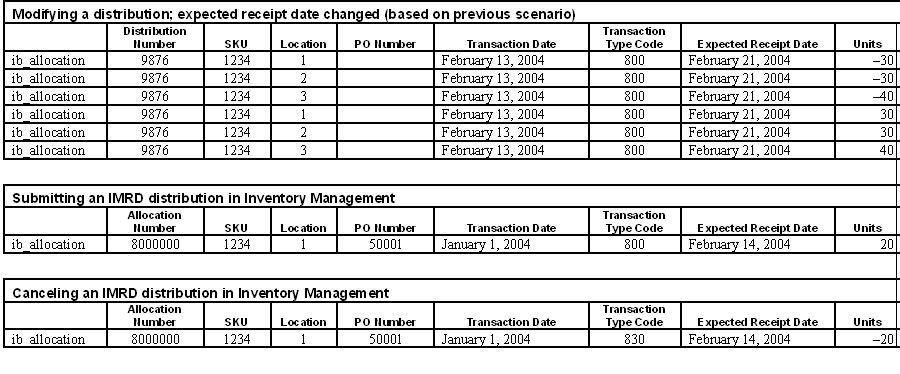 Modifying a distribution; expected receipt date changed (based on previous scenario)
Distribution Number SKU Location PO Number Transaction Date Transaction Type Code Expected Receipt Date Units
ib_allocation 9876 1234 1 February 13, 2004 800 February 21, 2004 –30
ib_allocation 9876 1234 2 February 13, 2004 800 February 21, 2004 –30
ib_allocation 9876 1234 3 February 13, 2004 800 February 21, 2004 –40
ib_allocation 9876 1234 1 February 13, 2004 800 February 21, 2004 30
ib_allocation 9876 1234 2 February 13, 2004 800 February 21, 2004 30
ib_allocation 9876 1234 3 February 13, 2004 800 February 21, 2004 40
Submitting an IMRD distribution in Inventory Management
Allocation Number SKU Location PO Number Transaction Date Transaction Type Code Expected Receipt Date Units
ib_allocation 8000000 1234 1 50001 January 1, 2004 800 February 14, 2004 20
Canceling an IMRD distribution in Inventory Management
Allocation Number SKU Location PO Number Transaction Date Transaction Type Code Expected Receipt Date Units
ib_allocation 8000000 1234 1 50001 January 1, 2004 830 February 14, 2004 –20